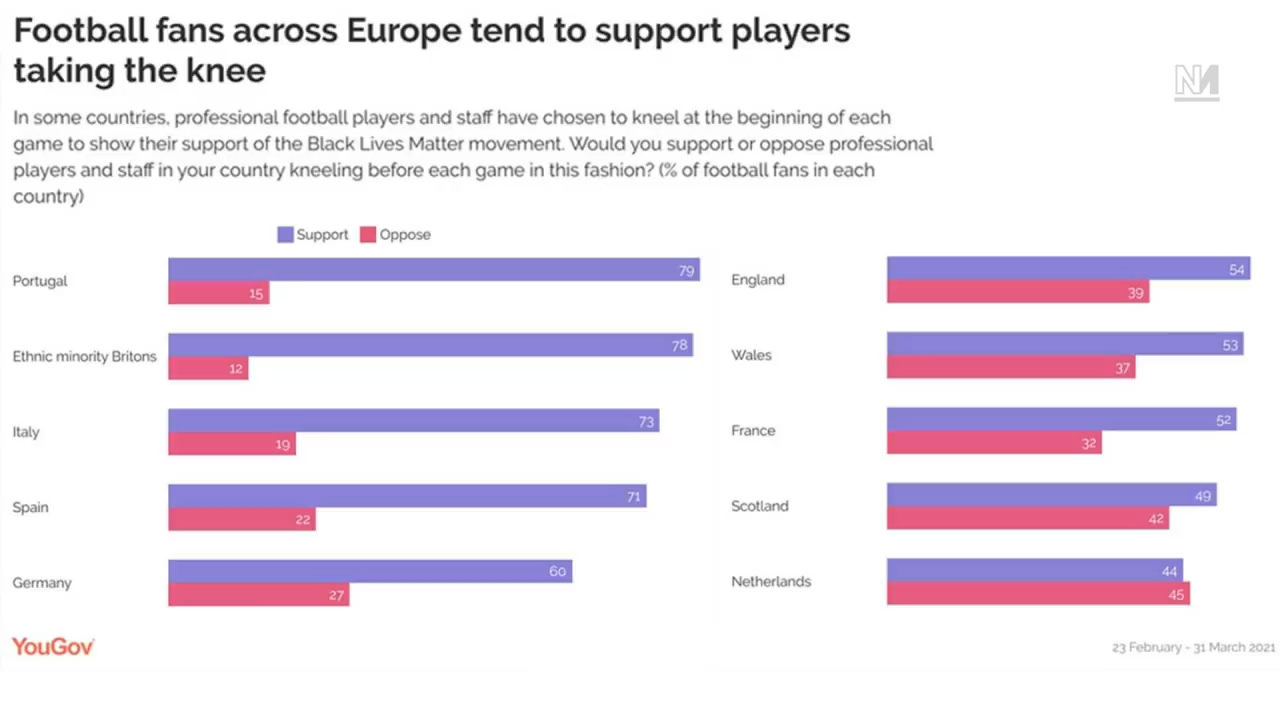 Football fans across Europe tend to support players
taking the knee
NM
In some countries, professional football players and staff have chosen to kneel at the beginning of each
game to show their support of the Black Lives Matter movement. Would you support or oppose professional
players and staff in your country kneeling before each game in this fashion? (% of football fans in each
country)
Support Oppose
Portugal 79
15
Ethnic minority Britons 78
12
Italy 73
19
Spain 71
22
Germany 60
27
England 54
39
Wales 53
37
France 52
32
Scotland 49
42
Netherlands 44
45
YouGov
23 February - 31 March 2021